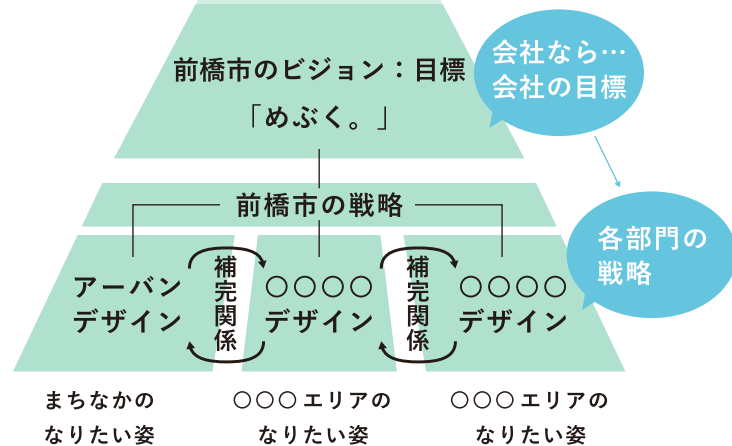 前橋市のビジョン：目標
「めぶく。」
会社なら…
会社の目標
前橋市の戦略
各部門の
戦略
アーバン
デザイン
補完関係
○○○○
デザイン
補完関係
○○○○
デザイン
まちなかの
なりたい姿
○○○エリアの
なりたい姿
○○○エリアの
なりたい姿